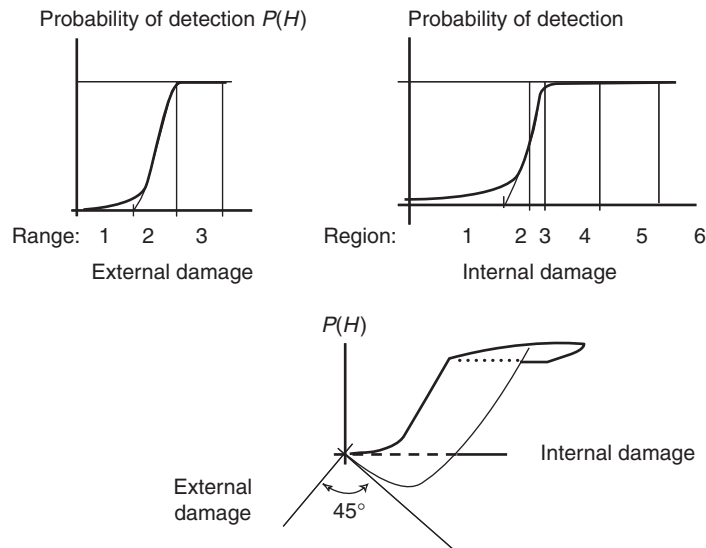 Probability of detection P(H)
Probability of detection
Range: 1 2 3
External damage
Region: 1 2 3 4 5 6
Internal damage
P(H)
Internal damage
External
damage
45°